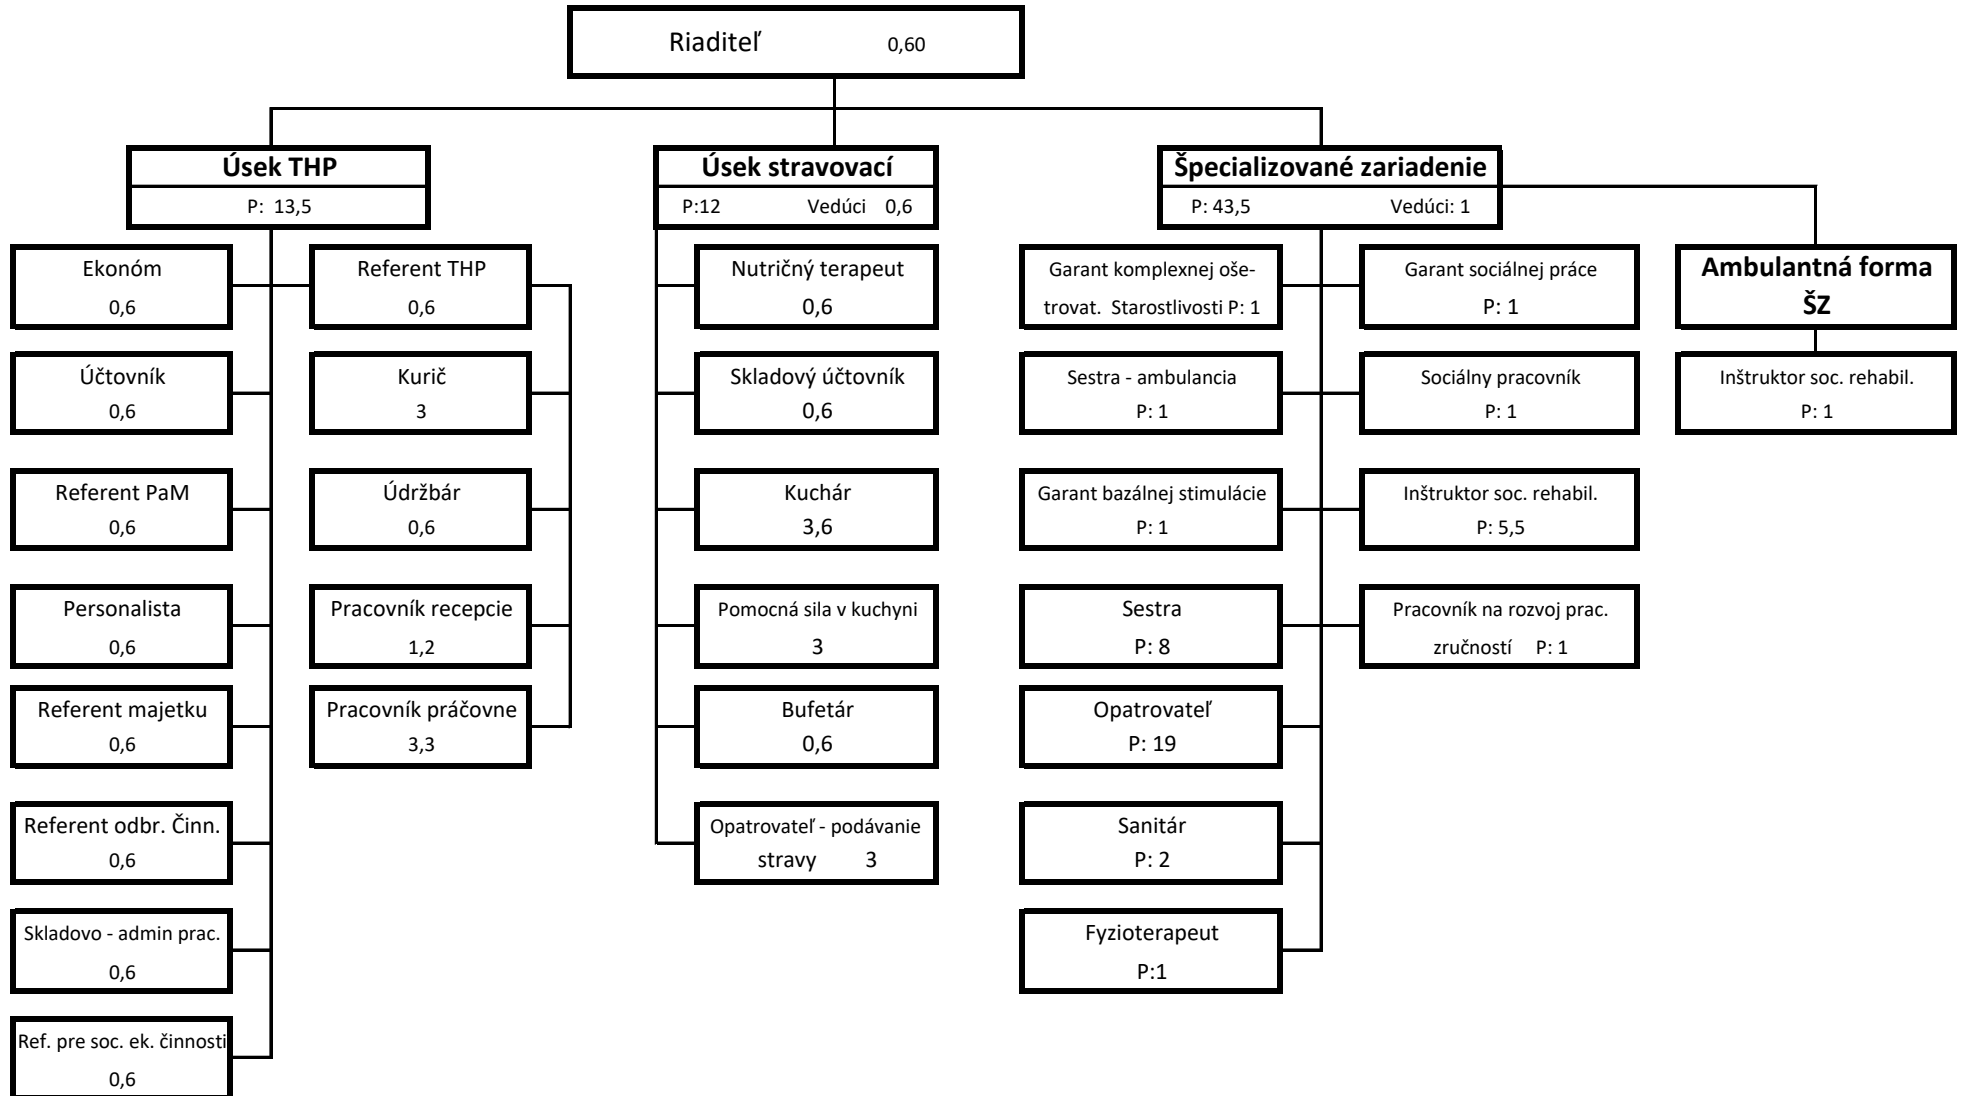 Riaditeľ 0,60
Úsek THP
P: 13,5
Úsek stravovací
P:12 Vedúci 0,6
Špecializované zariadenie
P: 43,5 Vedúci: 1
Ekonóm
0,6
Referent THP
0,6
Nutričný terapeut
0,6
Garant komplexnej oše-
trovat. Starostlivosti P: 1
Garant sociálnej práce
P: 1
Ambulantná forma
ŠZ
Účtovník
0,6
Kurič
3
Skladový účtovník
0,6
Sestra - ambulancia
P: 1
Sociálny pracovník
P: 1
Inštruktor soc. rehabil.
P: 1
Referent PaM
0,6
Údržbár
0,6
Kuchár
3,6
Garant bazálnej stimulácie
P: 1
Inštruktor soc. rehabil.
P: 5,5
Personalista
0,6
Pracovník recepcie
1,2
Pomocná sila v kuchyni
3
Sestra
P: 8
Pracovník na rozvoj prac.
zručností P: 1
Referent majetku
0,6
Pracovník práčovne
3,3
Bufetár
0,6
Opatrovateľ
P: 19
Referent odbr. Činn.
0,6
Opatrovateľ - podávanie
stravy 3
Sanitár
P: 2
Skladovo - admin prac.
0,6
Fyzioterapeut
P:1
Ref. pre soc. ek. činnosti
0,6